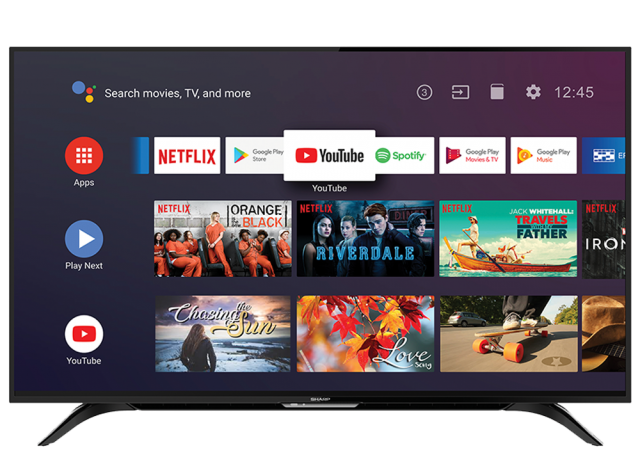 Search movies, TV, and more
3
12:45
NETFLIX
Google Play
Store
YouTube
Spotify
Google Play
Movies & TV
Google Play
Music
YouTube
Apps
NETFLIX
ORANGE
IS THE NEW
BLACK
NETFLIX
RIVERDALE
NETFLIX
JACK WHITEHALL:
TRAVELS
WITH MY
FATHER
NETFLIX
IRON
Play Next
Chasing the
Sun
Love
Song
YouTube
SHARP